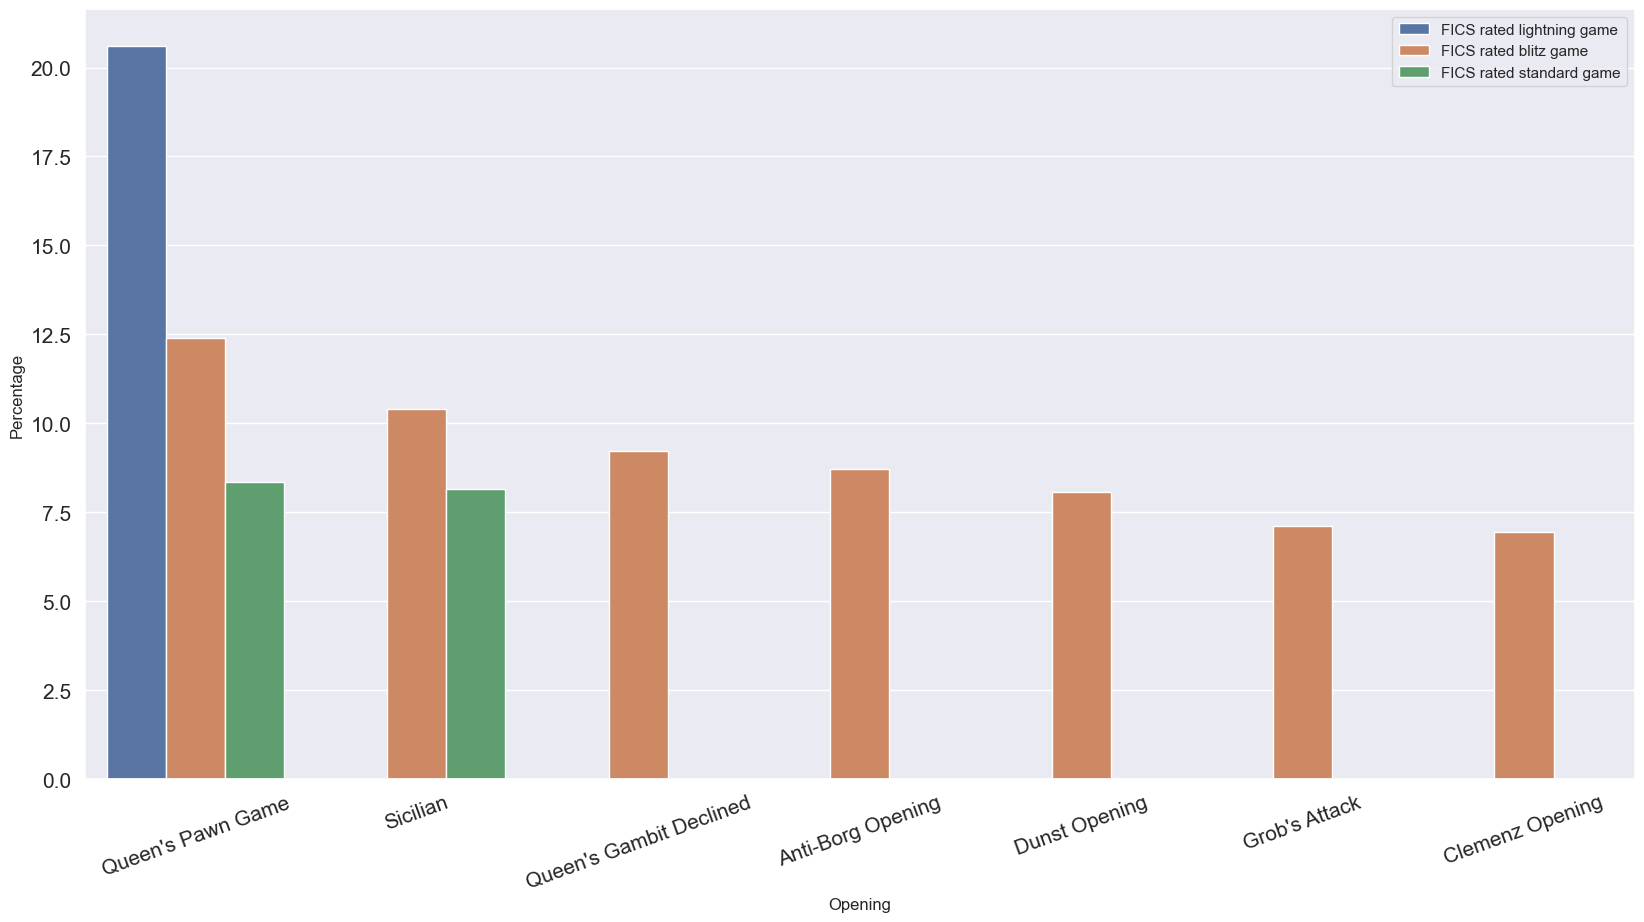 FICS rated lightning game
FICS rated blitz game
FICS rated standard game
20.0
17.5
15.0
12.5
10.0
7.5
5.0
2.5
0.0
Percentage
Queen's Pawn Game
Sicilian
Queen's Gambit Declined
Anti-Borg Opening
Dunst Opening
Grob's Attack
Clemenz Opening
Opening